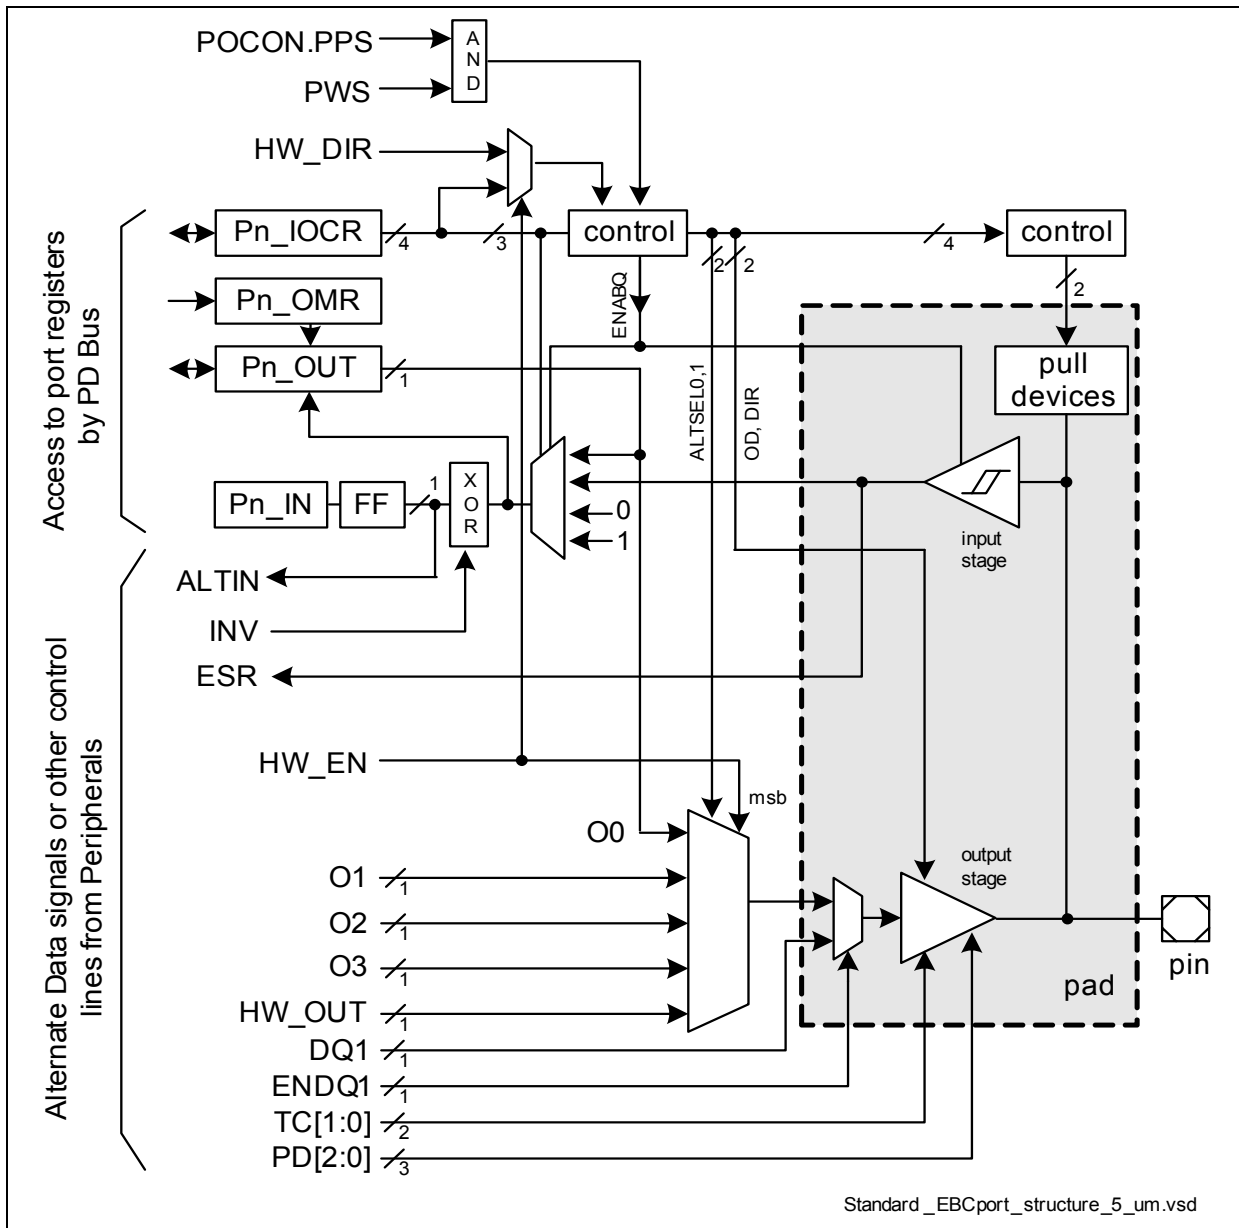 POCON.PPS
PWS
AND
HW_DIR
Pn_IOCR
4
3
control
2
2
4
control
2
Pn_OMR
Pn_OUT
1
ENABQ
ALTSEL0,1
OD, DIR
pull
devices
Access to port registers
by PD Bus
Pn_IN
FF
1
XOR
0
1
input
stage
ALTIN
INV
ESR
HW_EN
msb
Alternate Data signals or other control
lines from Peripherals
O0
O1
1
O2
1
O3
1
HW_OUT
1
DQ1
1
ENDQ1
1
TC[1:0]
2
PD[2:0]
3
output
stage
pad
pin
Standard _EBCport_structure_5_um.vsd